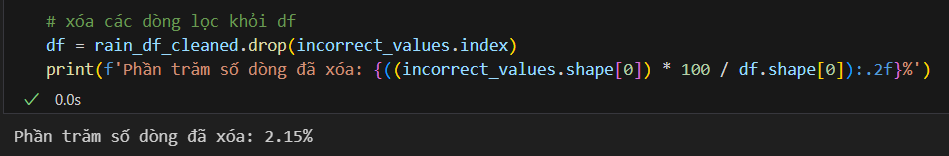 # xóa các dòng lọc khỏi df
df = rain_df_cleaned.drop(incorrect_values.index)
print(f'Phần trăm số dòng đã xóa: {((incorrect_values.shape[0]) * 100 / df.shape[0]):.2f}%')
0.0s
Phần trăm số dòng đã xóa: 2.15%